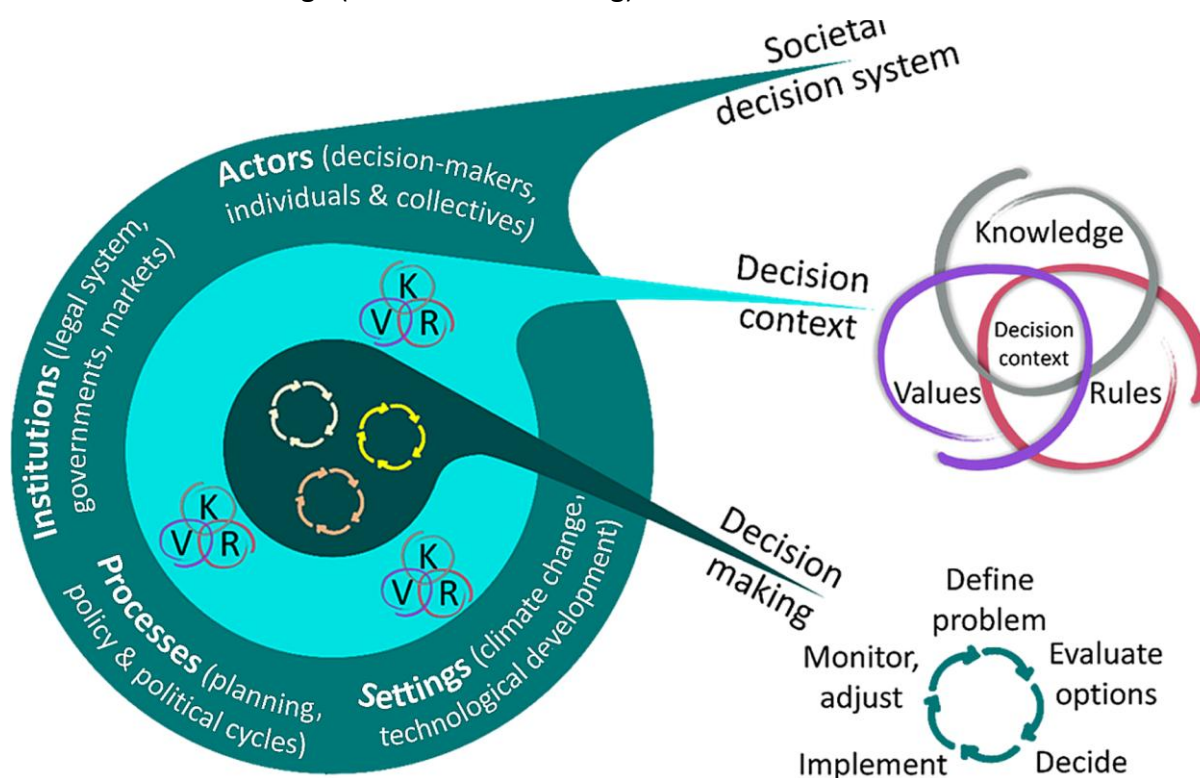 Societal
decision system
Actors (decision-makers,
individuals & collectives)
Institutions (legal system,
governments, markets)
Processes (planning,
policy & political cycles)
Settings (climate change,
technological development)
K
V R
K
V R
K
V R
Decision
context
Knowledge
Decision
context
Values
Rules
Decision
making
Define
problem
Evaluate
options
Decide
Implement
Monitor,
adjust